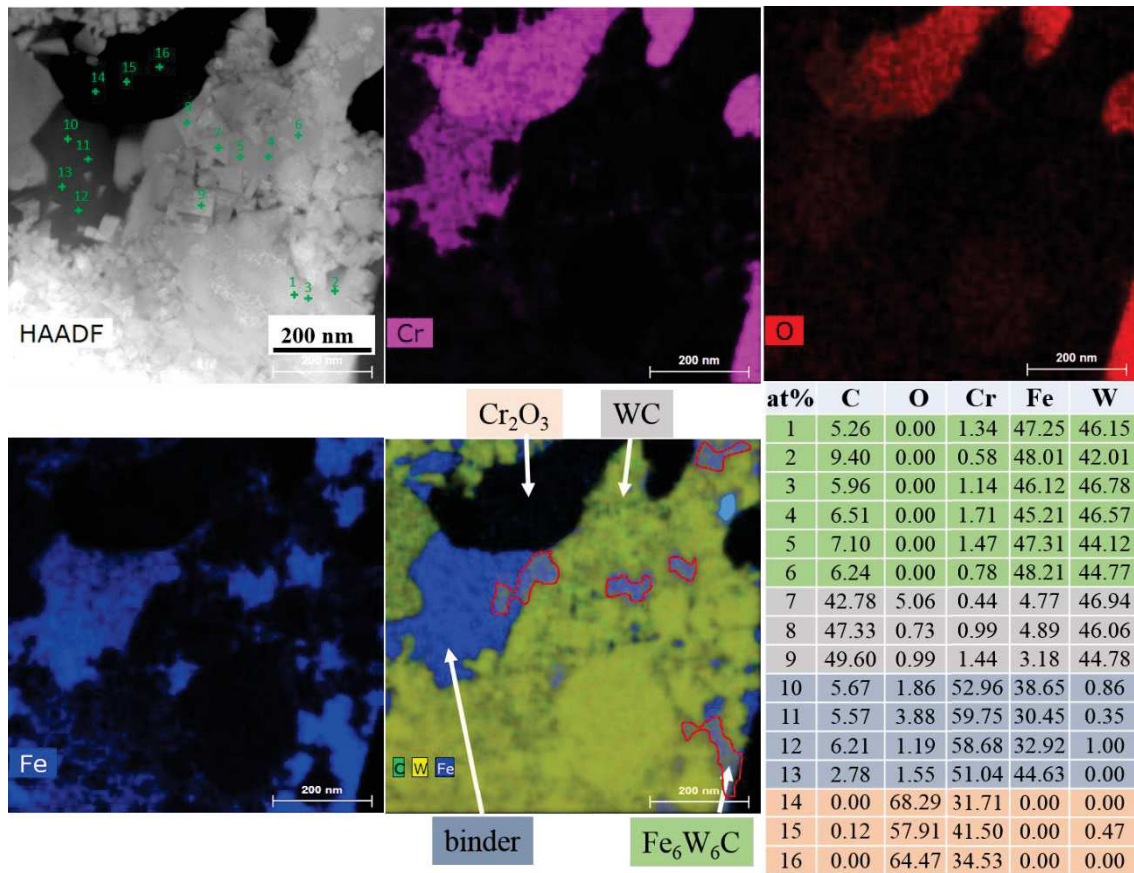 16
15
14
8
10
6
7
11
5
4
13
9
12
1
3
2
HAADF
200 nm
200 nm
Cr
200 nm
O
200 nm
Cr₂O₃
WC
Fe
200 nm
C W Fe
200 nm
binder
Fe₆W₆C
at% C O Cr Fe W
1 5.26 0.00 1.34 47.25 46.15
2 9.40 0.00 0.58 48.01 42.01
3 5.96 0.00 1.14 46.12 46.78
4 6.51 0.00 1.71 45.21 46.57
5 7.10 0.00 1.47 47.31 44.12
6 6.24 0.00 0.78 48.21 44.77
7 42.78 5.06 0.44 4.77 46.94
8 47.33 0.73 0.99 4.89 46.06
9 49.60 0.99 1.44 3.18 44.78
10 5.67 1.86 52.96 38.65 0.86
11 5.57 3.88 59.75 30.45 0.35
12 6.21 1.19 58.68 32.92 1.00
13 2.78 1.55 51.04 44.63 0.00
14 0.00 68.29 31.71 0.00 0.00
15 0.12 57.91 41.50 0.00 0.47
16 0.00 64.47 34.53 0.00 0.00